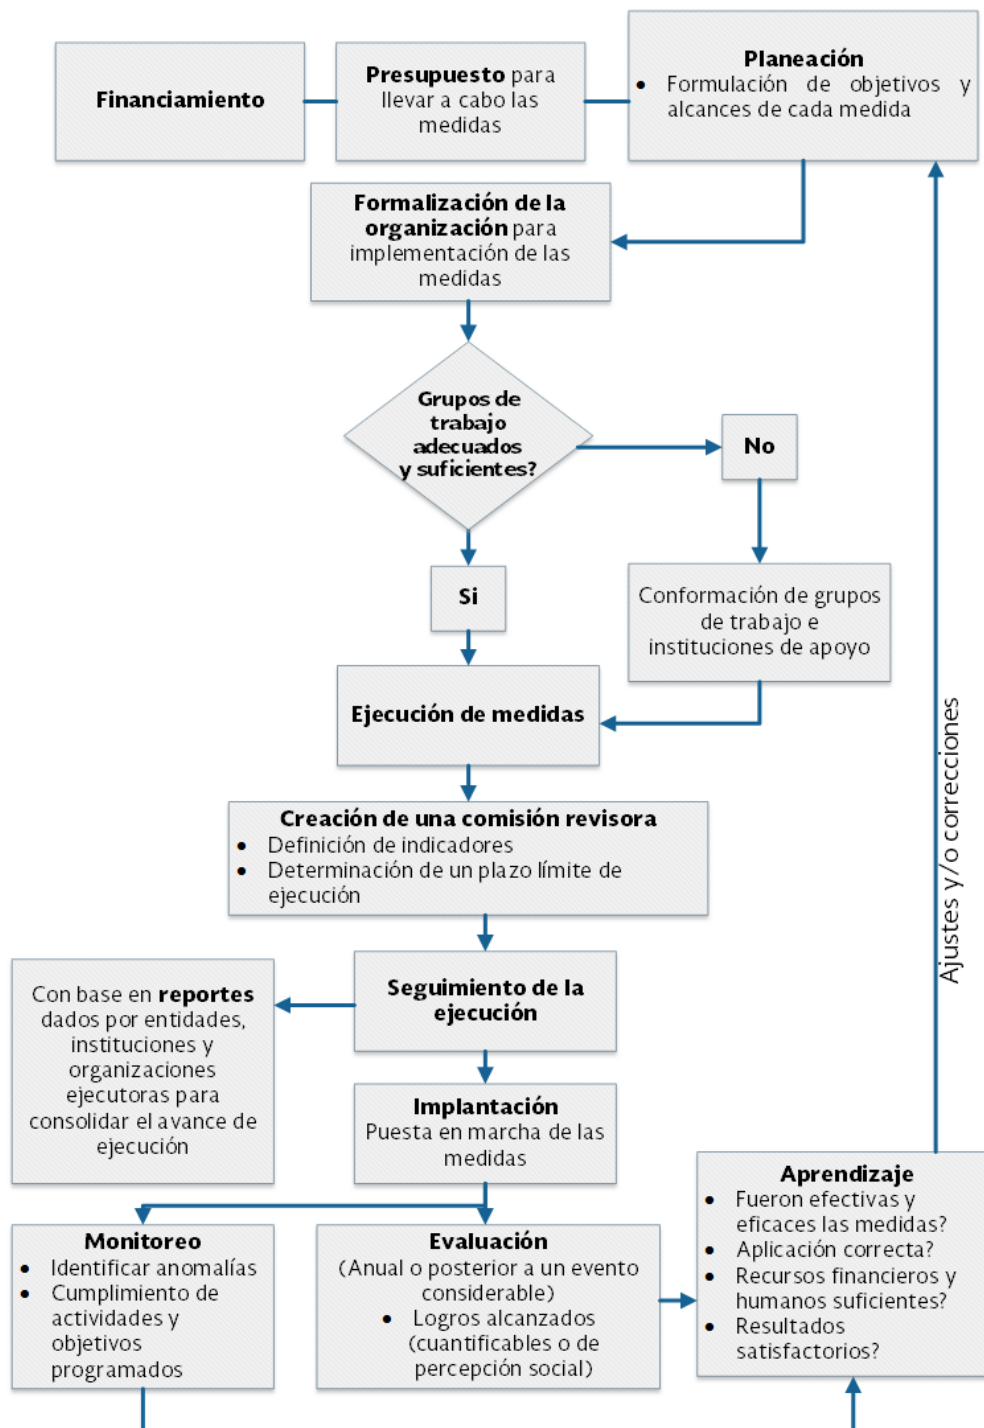 Financiamiento
Presupuesto para
llevar a cabo las
medidas
Planeación
• Formulación de objetivos y
alcances de cada medida
Formalización de la
organización para
implementación de las
medidas
Grupos de
trabajo
adecuados
y suficientes?
No
Si
Conformación de grupos
de trabajo e
instituciones de apoyo
Ejecución de medidas
Creación de una comisión revisora
• Definición de indicadores
• Determinación de un plazo límite de
ejecución
Seguimiento de la
ejecución
Con base en reportes
dados por entidades,
instituciones y
organizaciones
ejecutoras para
consolidar el avance de
ejecución
Implantación
Puesta en marcha de las
medidas
Monitoreo
• Identificar anomalías
• Cumplimiento de
actividades y
objetivos
programados
Evaluación
(Anual o posterior a un evento
considerable)
• Logros alcanzados
(cuantificables o de
percepción social)
Aprendizaje
• Fueron efectivas y
eficaces las medidas?
• Aplicación correcta?
• Recursos financieros y
humanos suficientes?
• Resultados
satisfactorios?
Ajustes y/o correcciones